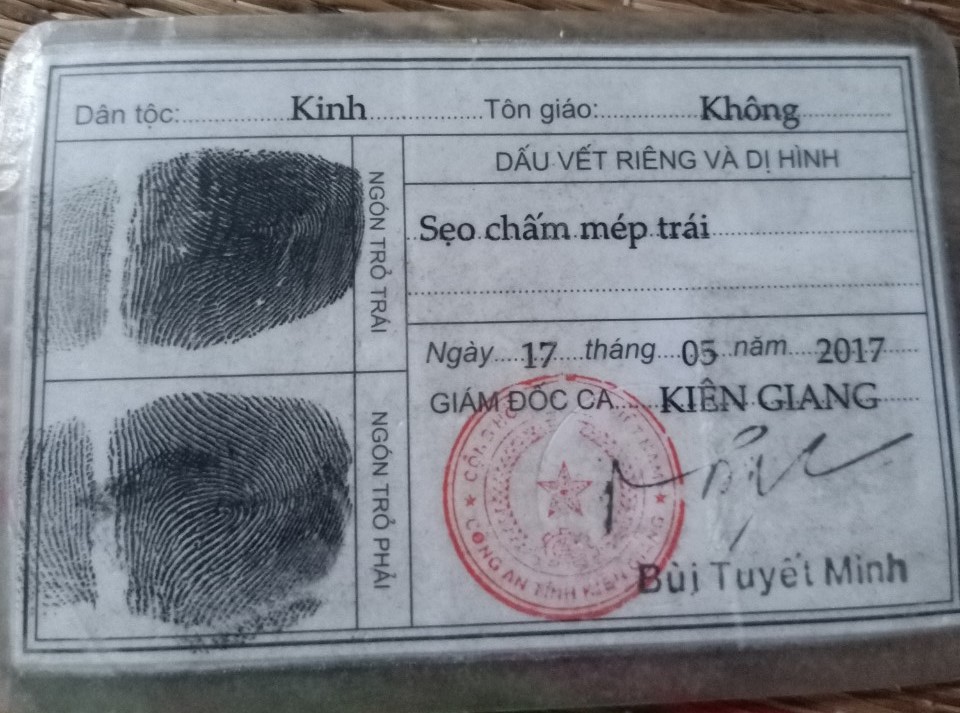 Dân tộc: Kinh Tôn giáo: Không
NGÓN TRỎ TRÁI
NGÓN TRỎ PHẢI
DẤU VẾT RIÊNG VÀ DỊ HÌNH
Sẹo chấm mép trái
Ngày 17 tháng 05 năm 2017
GIÁM ĐỐC CA KIÊN GIANG
CÔNG AN TỈNH KIÊN GIANG
Bùi Tuyết Minh